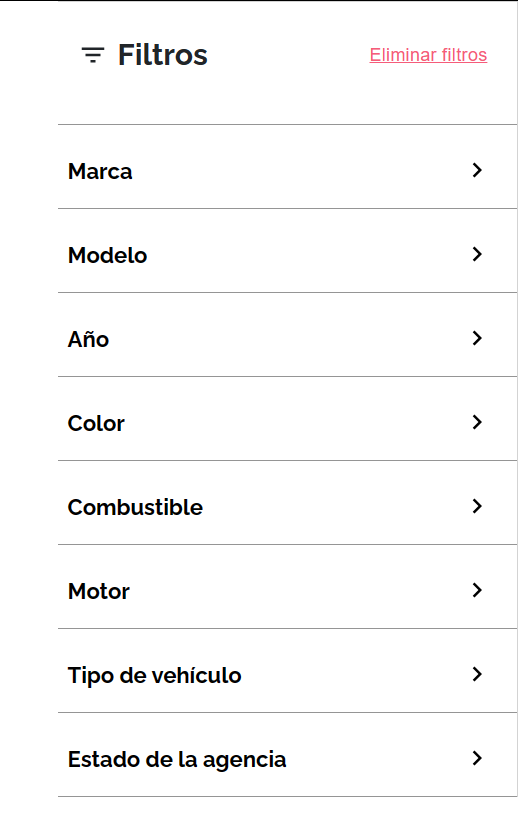 Filtros
Eliminar filtros
Marca
Modelo
Año
Color
Combustible
Motor
Tipo de vehículo
Estado de la agencia